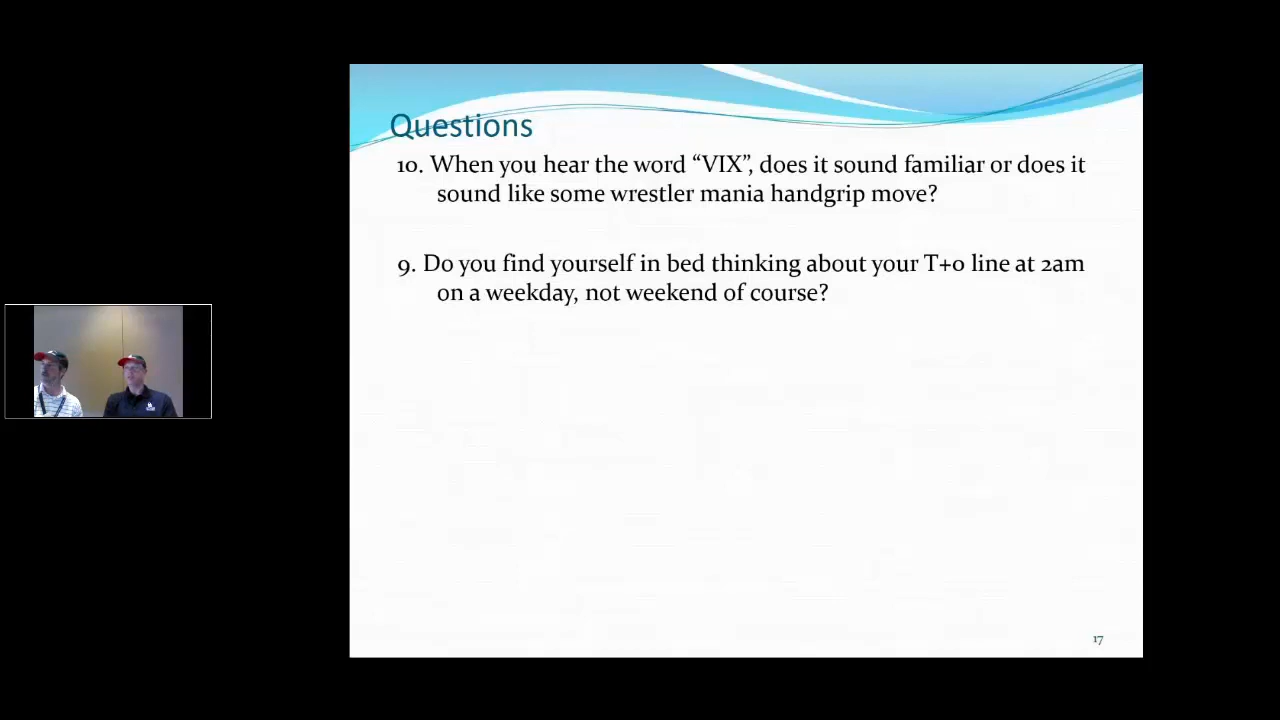 Questions
10. When you hear the word “VIX”, does it sound familiar or does it
sound like some wrestler mania handgrip move?
9. Do you find yourself in bed thinking about your T+0 line at 2am
on a weekday, not weekend of course?
17